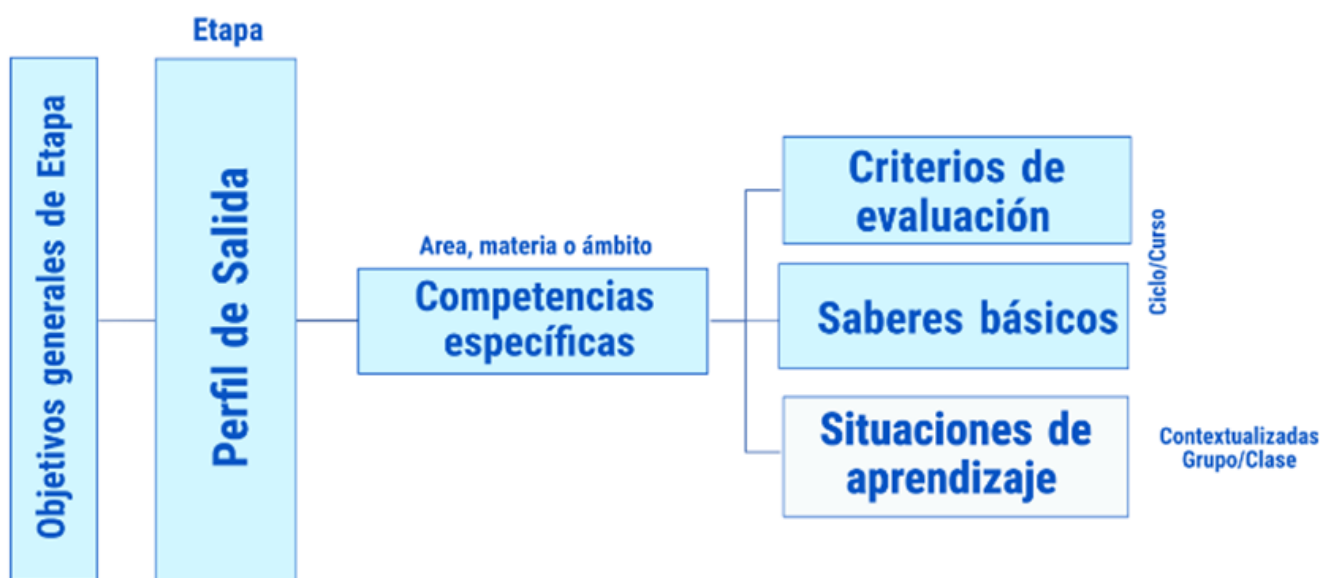 Etapa
Objetivos generales de Etapa
Perfil de Salida
Area, materia o ámbito
Competencias
específicas
Criterios de
evaluación
Saberes básicos
Ciclo/Curso
Situaciones de
aprendizaje
Contextualizadas
Grupo/Clase